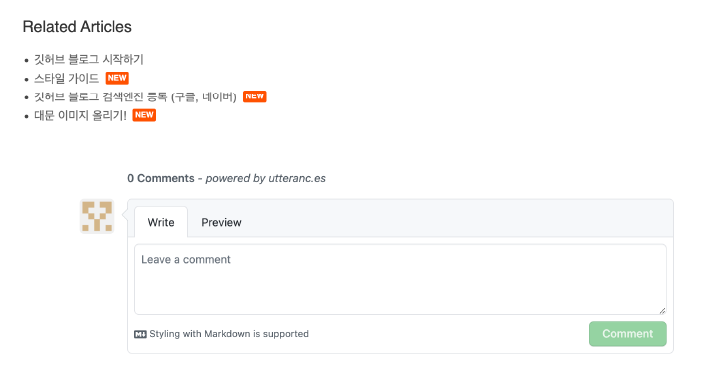 Related Articles
깃허브 블로그 시작하기
스타일 가이드 NEW
깃허브 블로그 검색엔진 등록 (구글, 네이버) NEW
대문 이미지 올리기! NEW
0 Comments - powered by utteranc.es
Write Preview
Leave a comment
Styling with Markdown is supported
Comment